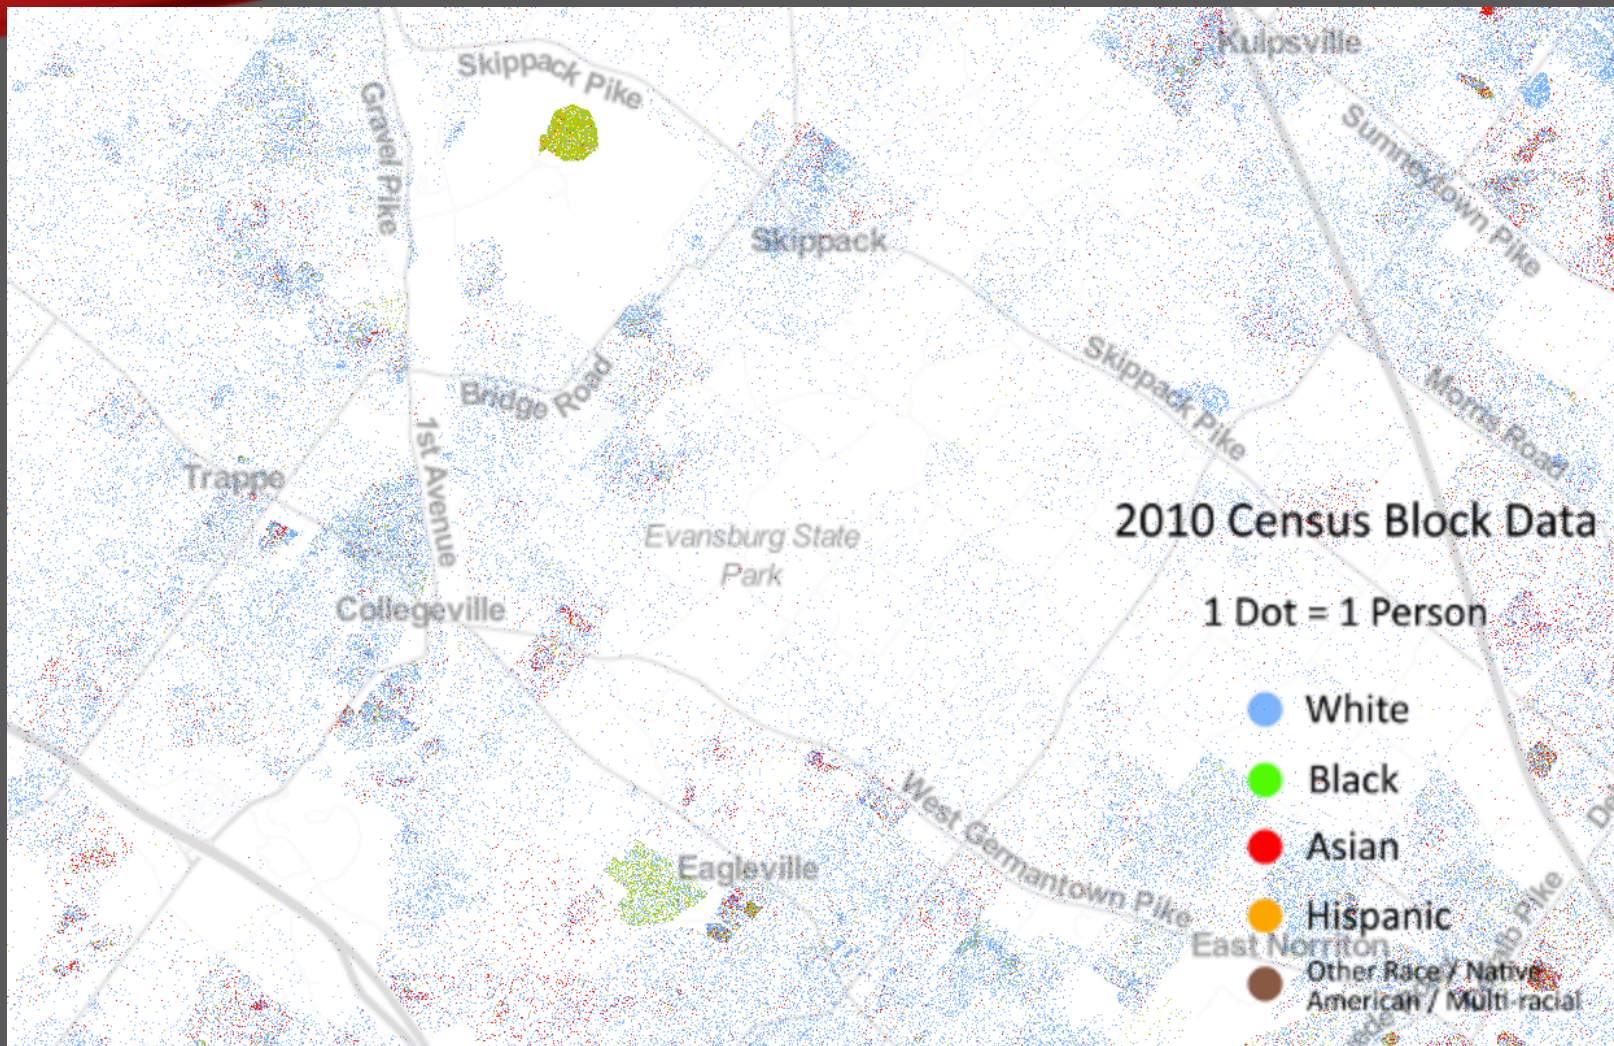 Kulpsville
Skippack Pike
Gravel Pike
Sumneytown Pike
Skippack
Skippack Pike
Bridge Road
Morris Road
1st Avenue
Trappe
Evansburg State
Park
2010 Census Block Data
Collegeville
1 Dot = 1 Person
White
Black
West Germantown Pike
Asian
Eagleville
Hispanic
East Norriton
Pike
Other Race / Native
American / Multi-racial